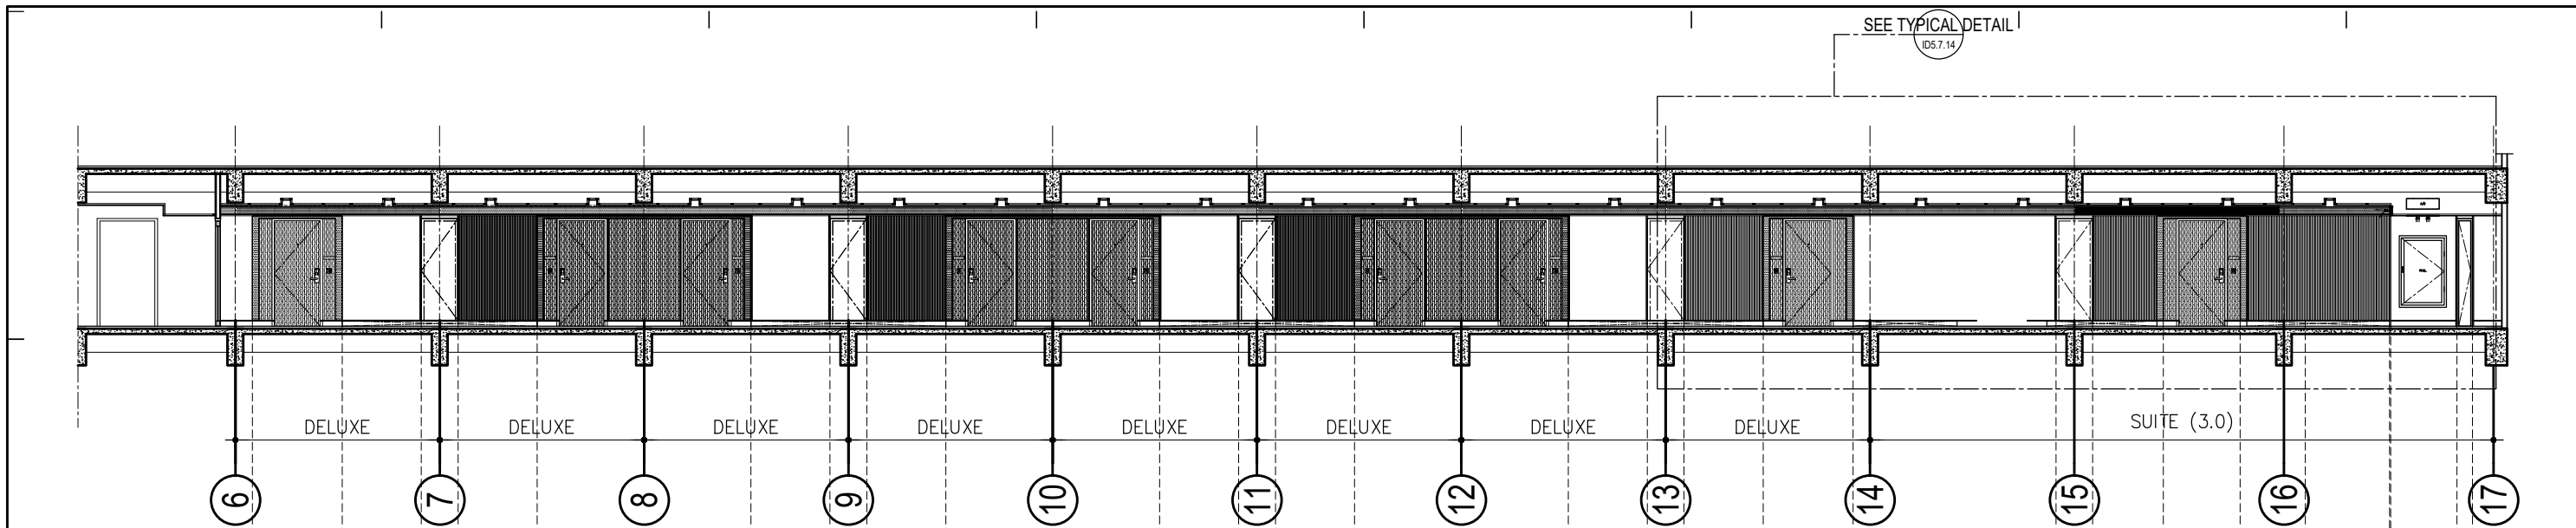 SEE TYPICAL DETAIL
ID5.7.14
DELUXE DELUXE DELUXE DELUXE DELUXE DELUXE DELUXE DELUXE SUITE (3.0)
6 7 8 9 10 11 12 13 14 15 16 17